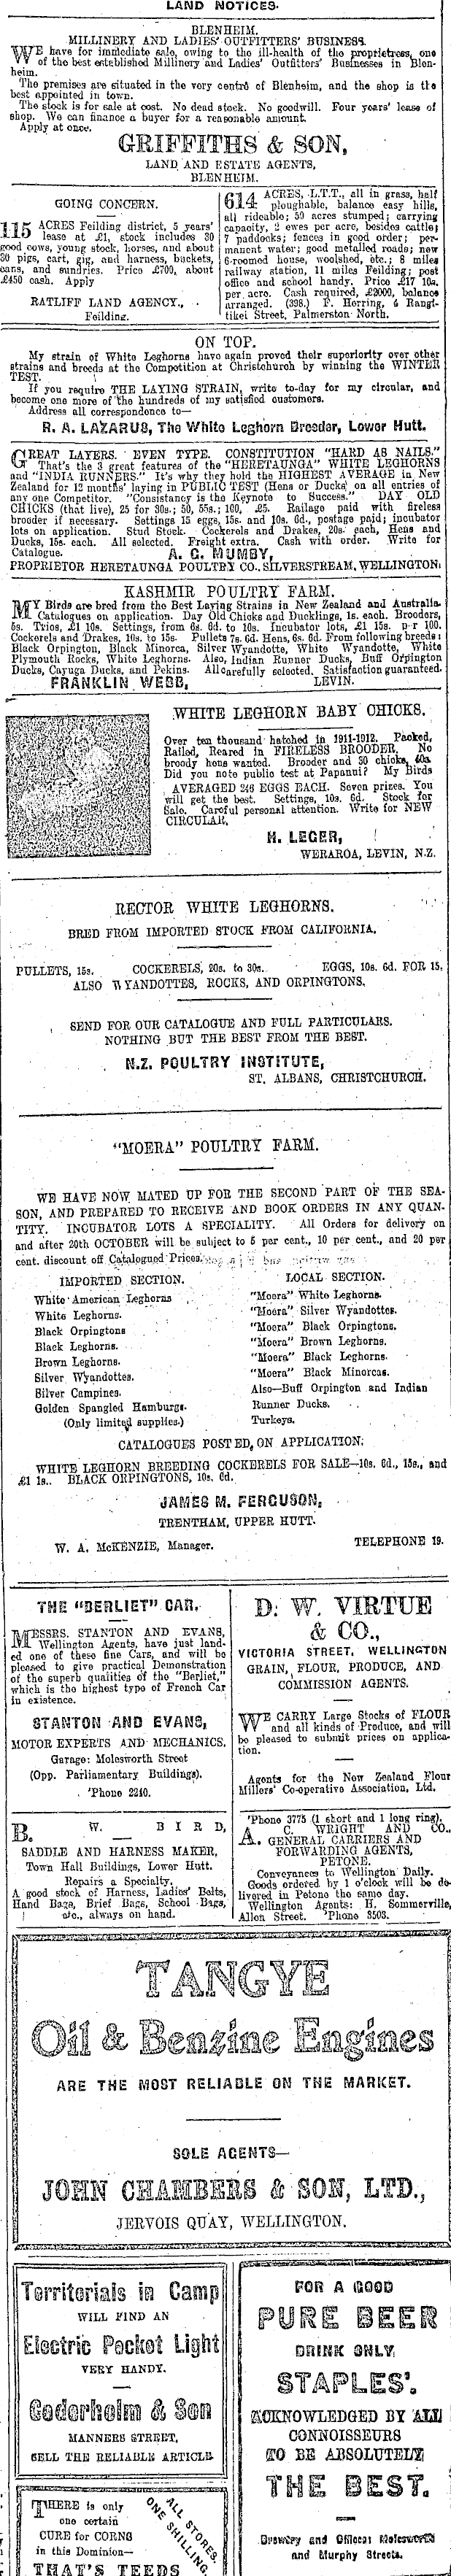 LAND NOTICES.
BLENHEIM.
MILLINERY AND LADIES' OUTFITTERS' BUSINESS.
WE have for immediate sale, owing to the ill-health of the proprietress, one
of the best established Millinery and Ladies' Outfitters' Businesses in Blen-
heim.
The premises are situated in the very centre of Blenheim, and the shop is the
best appointed in town.
The stock is for sale at cost. No dead stock. No goodwill. Four years' lease of
shop. We can finance a buyer for a reasonable amount.
Apply at once.
GRIFFITHS & SON,
LAND AND ESTATE AGENTS,
BLENHEIM.
GOING CONCERN.
115 ACRES Feilding district, 5 years'
lease at £1, stock includes 30
good cows, young stock, horses, and about
30 pigs, cart, gig, and harness, buckets,
cans, and sundries. Price £700, about
£450 cash. Apply
RATLIFF LAND AGENCY,
Feilding.
614 ACRES, L.T.T., all in grass, half
ploughable, balance easy hills,
all rideable; 50 acres stumped; carrying
capacity, 2 ewes per acre, besides cattle;
7 paddocks; fences in good order; per-
manent water; good metalled roads; new
6-roomed house, woolshed, etc.; 8 miles
railway station, 11 miles Feilding; post
office and school handy. Price £17 10s.
per acre. Cash required, £2000, balance
arranged. (398.) F. Herring, 4 Rangi-
tikei Street, Palmerston North.
ON TOP.
My strain of White Leghorns have again proved their superiority over other
strains and breeds at the Competition at Christchurch by winning the WINTER
TEST.
If you require THE LAYING STRAIN, write to-day for my circular, and
become one more of the hundreds of my satisfied customers.
Address all correspondence to—
R. A. LAZARUS, The White Leghorn Breeder, Lower Hutt.
GREAT LAYERS. EVEN TYPE. CONSTITUTION "HARD AS NAILS."
That's the 3 great features of the "HERETAUNGA" WHITE LEGHORNS
and "INDIA RUNNERS." It's why they hold the HIGHEST AVERAGE in New
Zealand for 12 months' laying in PUBLIC TEST (Hens or Ducks) on all entries of
any one Competitor. "Consistancy is the Keynote to Success." DAY OLD
CHICKS (that live), 25 for 30s.; 50, 55s.; 100, £5. Railage paid with fireless
brooder if necessary. Settings 15 eggs, 15s. and 10s. 6d., postage paid; incubator
lots on application. Stud Stock. Cockerels and Drakes, 20s. each, Hens and
Ducks, 15s. each. All selected. Freight extra. Cash with order. Write for
Catalogue.
A. C. MUMBY,
PROPRIETOR HERETAUNGA POULTRY CO., SILVERSTREAM, WELLINGTON.
KASHMIR POULTRY FARM.
MY Birds are bred from the Best Laying Strains in New Zealand and Australia.
Catalogues on application. Day Old Chicks and Ducklings, 1s. each. Brooders,
5s. Trios, £1 10s. Settings, from 6s. 6d. to 10s. Incubator lots, £1 15s. p-r 100.
Cockerels and Drakes, 10s. to 15s. Pullets 7s. 6d. Hens, 6s. 6d. From following breeds:
Black Orpington, Black Minorca, Silver Wyandotte, White Wyandotte, White
Plymouth Rocks, White Leghorns. Also, Indian Runner Ducks, Buff Orpington
Ducks, Cayuga Ducks, and Pekins. All carefully selected. Satisfaction guaranteed.
FRANKLIN WEBB, LEVIN.
WHITE LEGHORN BABY CHICKS.
Over ten thousand hatched in 1911-1912. Packed,
Railed, Reared in FIRELESS BROODER. No
broody hens wanted. Brooder and 30 chicks, 40s.
Did you note public test at Papanui? My Birds
AVERAGED 246 EGGS EACH. Seven prizes. You
will get the best. Settings, 10s. 6d. Stock for
Sale. Careful personal attention. Write for NEW
CIRCULAR.
H. LEGER,
WERAROA, LEVIN, N.Z.
RECTOR WHITE LEGHORNS.
BRED FROM IMPORTED STOCK FROM CALIFORNIA.
PULLETS, 15s. COCKERELS, 20s. to 30s. EGGS, 10s. 6d. FOR 15.
ALSO WYANDOTTES, ROCKS, AND ORPINGTONS.
SEND FOR OUR CATALOGUE AND FULL PARTICULARS.
NOTHING BUT THE BEST FROM THE BEST.
N.Z. POULTRY INSTITUTE,
ST. ALBANS, CHRISTCHURCH.
"MOERA" POULTRY FARM.
WE HAVE NOW MATED UP FOR THE SECOND PART OF THE SEA-
SON, AND PREPARED TO RECEIVE AND BOOK ORDERS IN ANY QUAN-
TITY. INCUBATOR LOTS A SPECIALITY. All Orders for delivery on
and after 20th OCTOBER will be subject to 5 per cent., 10 per cent., and 20 per
cent. discount off Catalogued Prices.
IMPORTED SECTION.
White American Leghorns
White Leghorns.
Black Orpingtons
Black Leghorns.
Brown Leghorns.
Silver Wyandottes.
Silver Campines.
Golden Spangled Hamburgs.
(Only limited supplies.)
LOCAL SECTION.
"Moera" White Leghorns.
"Moera" Silver Wyandottes.
"Moera" Black Orpingtons.
"Moera" Brown Leghorns.
"Moera" Black Leghorns.
"Moera" Black Minorcas.
Also—Buff Orpington and Indian
Runner Ducks.
Turkeys.
CATALOGUES POSTED, ON APPLICATION.
WHITE LEGHORN BREEDING COCKERELS FOR SALE—10s. 6d., 15s., and
£1 1s.. BLACK ORPINGTONS, 10s. 6d.
JAMES M. FERGUSON,
TRENTHAM, UPPER HUTT.
W. A. McKENZIE, Manager. TELEPHONE 19.
THE "BERLIET" CAR.
MESSRS. STANTON AND EVANS,
Wellington Agents, have just land-
ed one of these fine Cars, and will be
pleased to give practical Demonstration
of the superb qualities of the "Berliet,"
which is the highest type of French Car
in existence.
STANTON AND EVANS,
MOTOR EXPERTS AND MECHANICS.
Garage: Molesworth Street
(Opp. Parliamentary Buildings).
'Phone 2240.
B. W. BIRD,
SADDLE AND HARNESS MAKER,
Town Hall Buildings, Lower Hutt.
Repairs a Specialty.
A good stock of Harness, Ladies' Belts,
Hand Bags, Brief Bags, School Bags,
etc., always on hand.
D. W. VIRTUE
& CO.,
VICTORIA STREET, WELLINGTON
GRAIN, FLOUR, PRODUCE, AND
COMMISSION AGENTS.
WE CARRY Large Stocks of FLOUR
and all kinds of Produce, and will
be pleased to submit prices on applica-
tion.
Agents for the New Zealand Flour
Millers' Co-operative Association, Ltd.
'Phone 3775 (1 short and 1 long ring).
A. C. WRIGHT AND CO.,
GENERAL CARRIERS AND
FORWARDING AGENTS,
PETONE.
Conveyances to Wellington Daily.
Goods ordered by 1 o'clock will be de-
livered in Petone the same day.
Wellington Agents: H. Sommerville,
Allen Street. 'Phone 3503.
TANGYE
Oil & Benzine Engines
ARE THE MOST RELIABLE ON THE MARKET.
SOLE AGENTS—
JOHN CHAMBERS & SON, LTD.,
JERVOIS QUAY, WELLINGTON.
Territorials in Camp
WILL FIND AN
Electric Pocket Light
VERY HANDY.
Cederholm & Son
MANNERS STREET,
SELL THE RELIABLE ARTICLE.
THERE is only
one certain
CURE for CORNS
in this Dominion—
THAT'S TEEDS
ALL STORES.
ONE SHILLING.
FOR A GOOD
PURE BEER
DRINK ONLY
STAPLES'.
ACKNOWLEDGED BY ALL
CONNOISSEURS
TO BE ABSOLUTELY
THE BEST.
Brewery and Offices: Molesworth
and Murphy Streets.